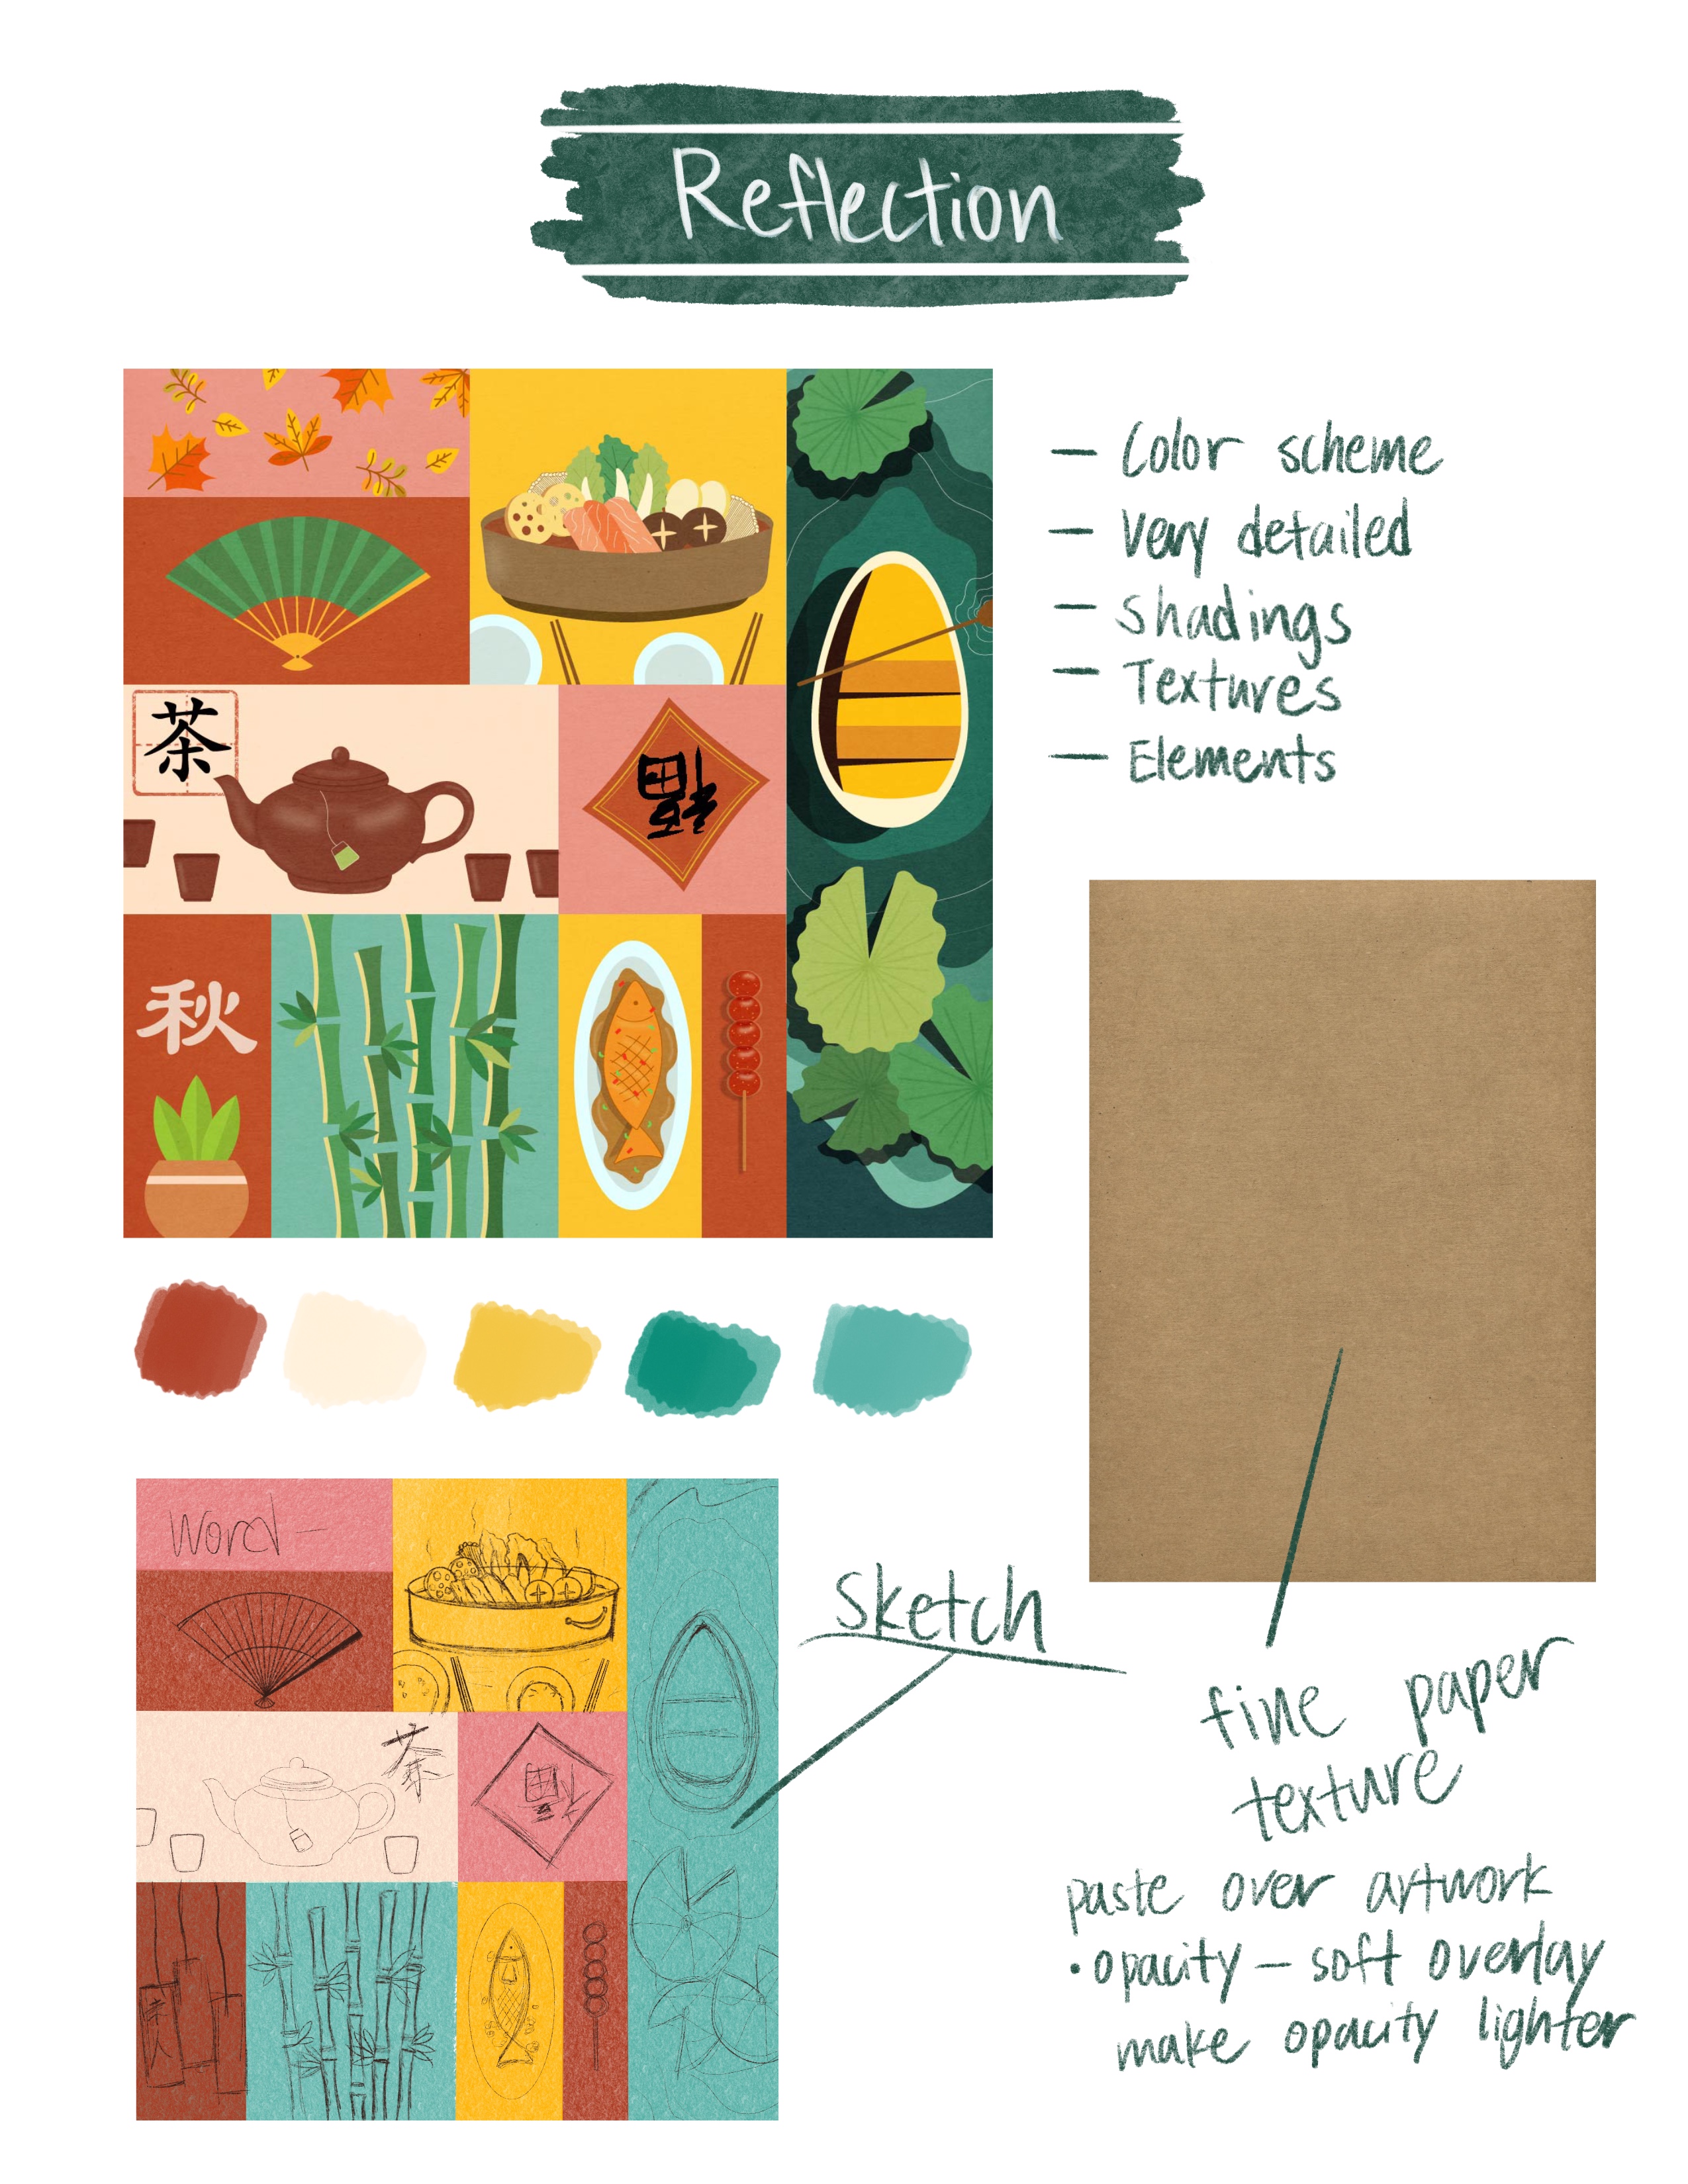 Reflection
— Color scheme
— Very detailed
— Shadings
— Textures
— Elements
茶
福
秋
Word —
茶
福
Sketch
fine paper
texture
paste over artwork
• opacity — soft overlay
make opacity lighter